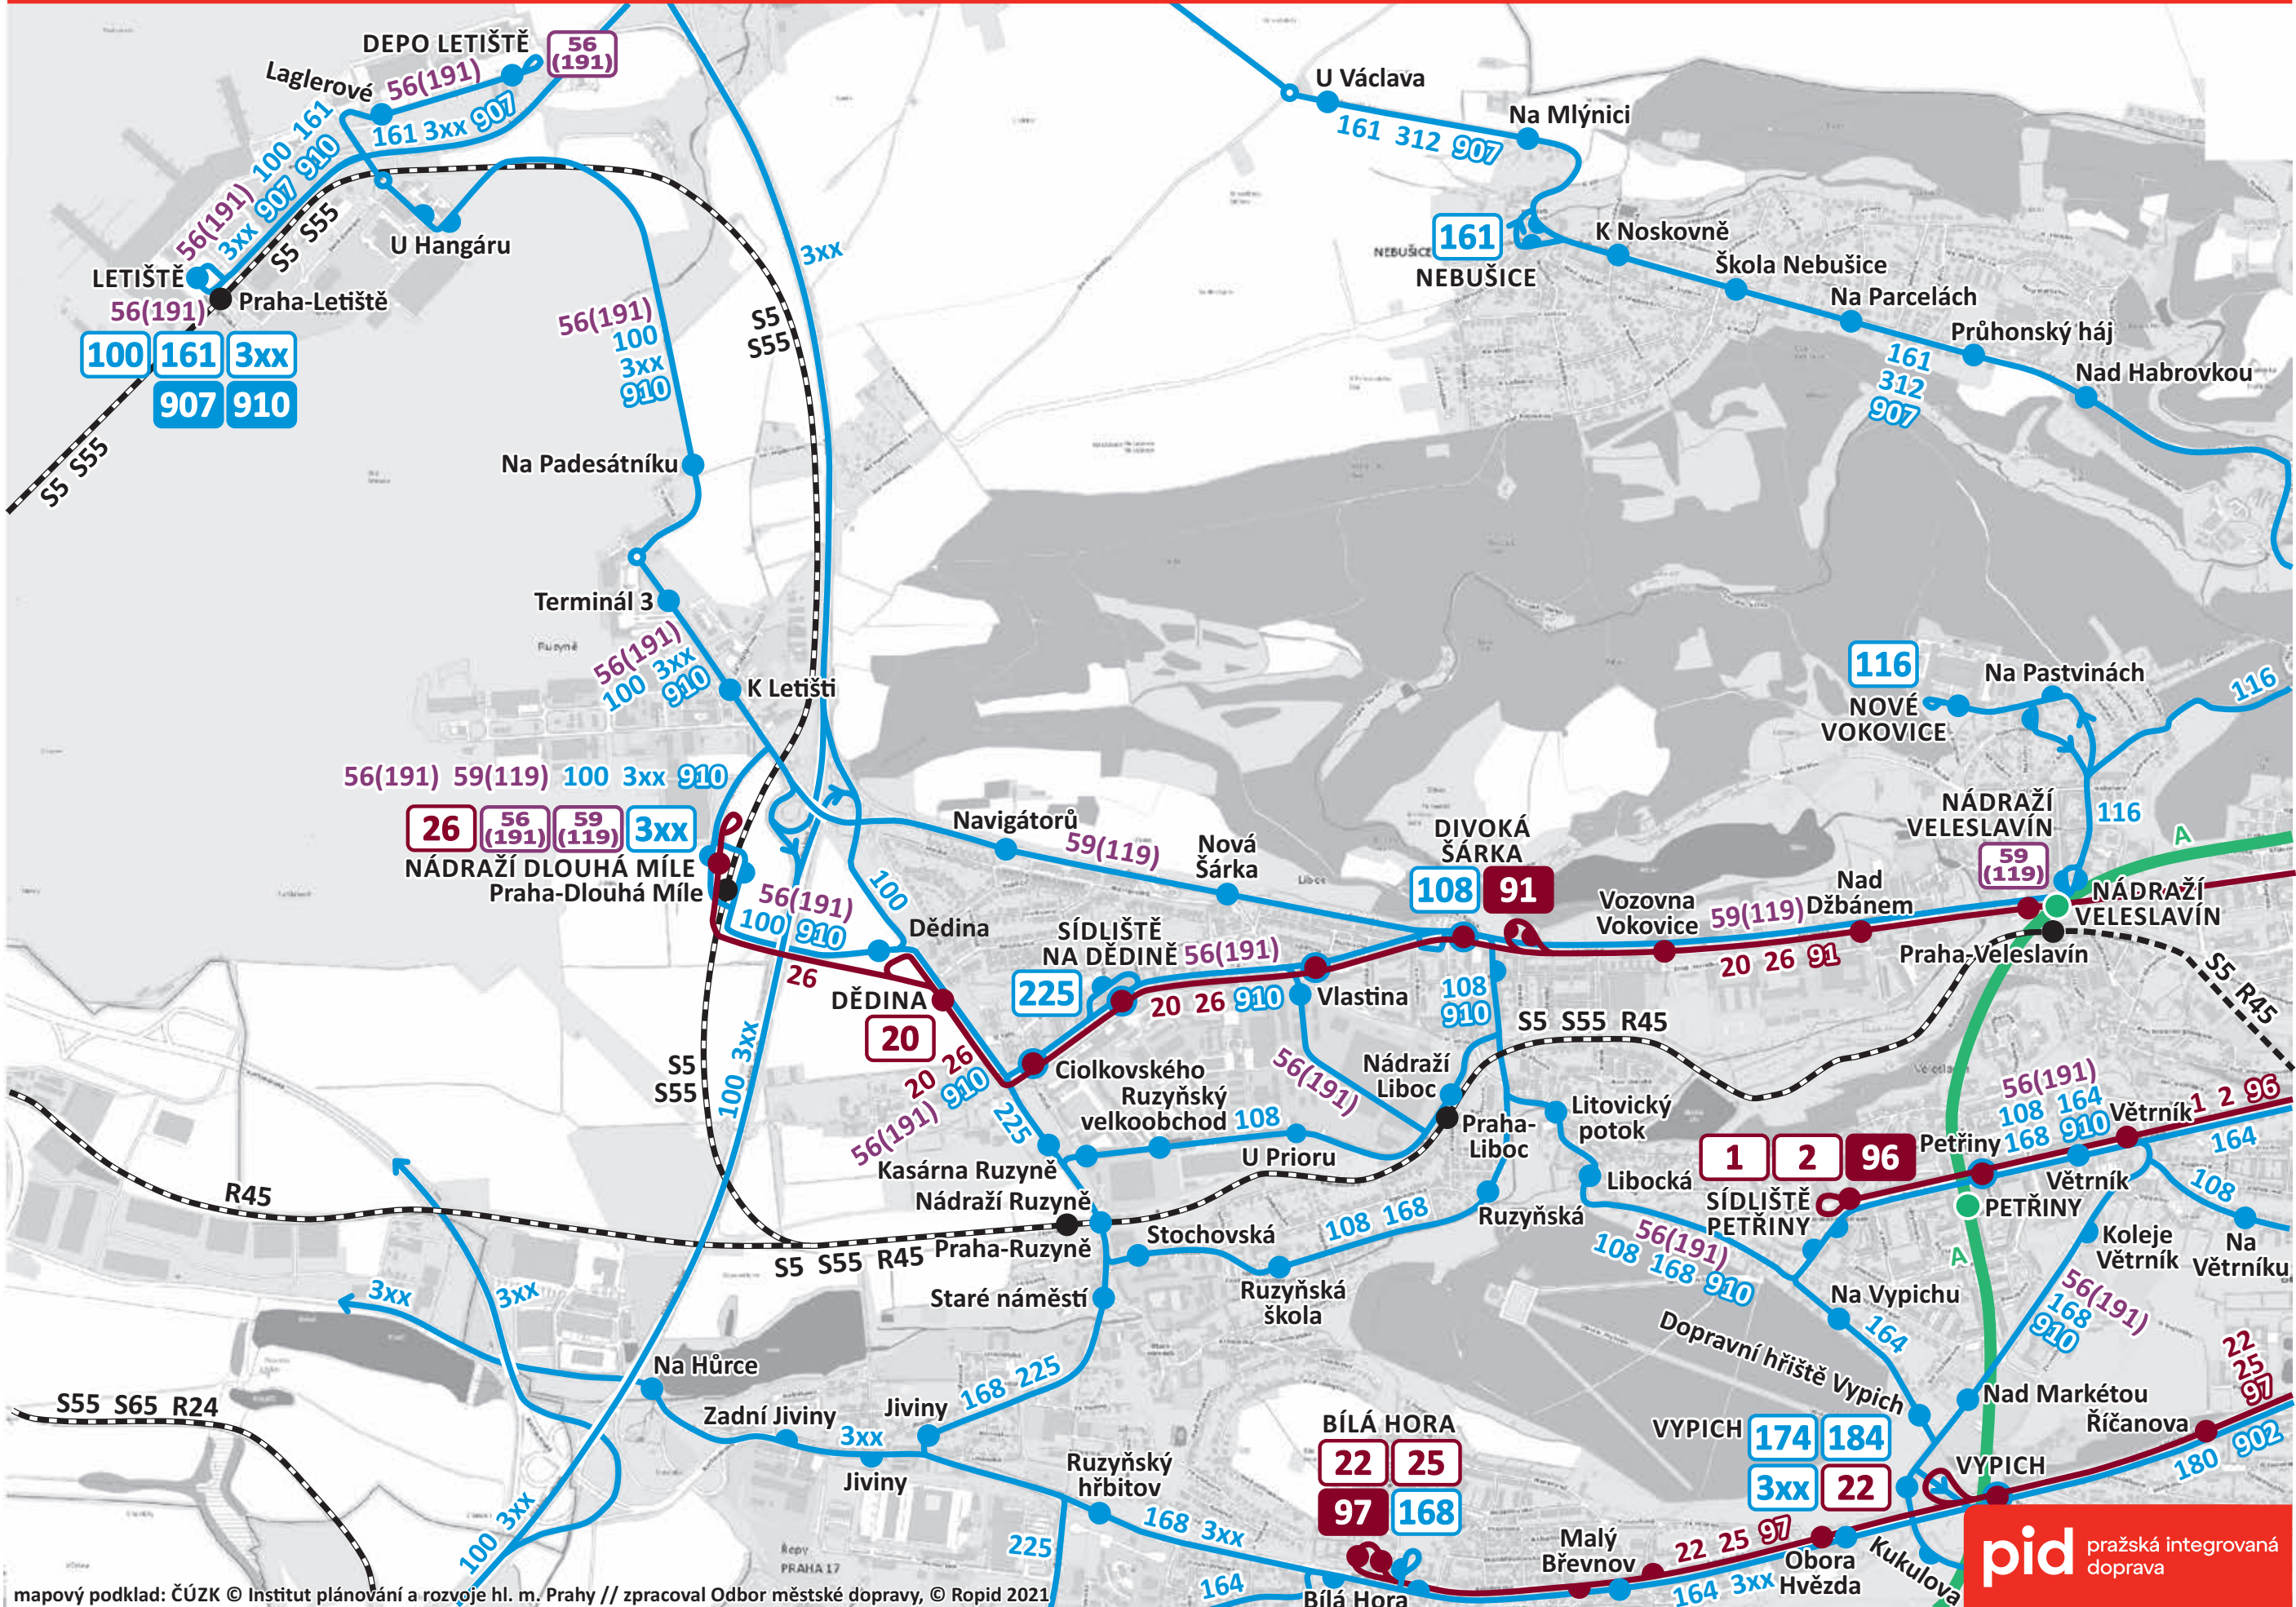 DEPO LETIŠTĚ
56
(191)
Laglerové
56(191)
161 3xx 907
100 161
56(191)
3xx 907 910
S5 S55
U Hangáru
LETIŠTĚ
56(191)
Praha-Letiště
100 161 3xx
907 910
S5 S55
3xx
S5
S55
56(191)
100
3xx
910
Na Padesátníku
Terminál 3
Ruzyně
56(191)
100 3xx
910
K Letišti
U Václava
161 312 907
Na Mlýnici
161
NEBUŠICE
NEBUŠICE
K Noskovně
Škola Nebušice
Na Parcelách
Průhonský háj
Nad Habrovkou
161
312
907
116
NOVÉ
VOKOVICE
Na Pastvinách
116
116
NÁDRAŽÍ
VELESLAVÍN
59
(119)
A
NÁDRAŽÍ
VELESLAVÍN
Praha-Veleslavín
S5 R45
56(191) 59(119) 100 3xx 910
26
56
(191)
59
(119)
3xx
NÁDRAŽÍ DLOUHÁ MÍLE
Praha-Dlouhá Míle
56(191)
100 910
100
26
Dědina
DĚDINA
20
Navigátorů
59(119)
Nová
Šárka
Liboc
DIVOKÁ
ŠÁRKA
108 91
Vozovna
Vokovice
59(119)
Nad
Džbánem
20 26 91
SÍDLIŠTĚ
NA DĚDINĚ
56(191)
225
20 26 910
Vlastina
108
910
S5 S55 R45
S5
S55
100 3xx
20 26
56(191) 910
225
Ciolkovského
Ruzyňský
velkoobchod
108
56(191)
Nádraží
Liboc
Praha-
Liboc
U Prioru
Kasárna Ruzyně
Nádraží Ruzyně
Praha-Ruzyně
S5 S55 R45
R45
Stochovská
Staré náměstí
Ruzyňská
škola
108 168
Ruzyňská
Litovický
potok
Libocká
56(191)
108 168 910
Veleslavín
56(191)
108 164
168 910
Větrník
1 2 96
164
1 2 96
Petřiny
SÍDLIŠTĚ
PETŘINY
PETŘINY
Větrník
108
A
Koleje
Větrník
Na
Větrníku
56(191)
168
910
Na Vypichu
164
Dopravní hřiště Vypich
Nad Markétou
22
25
97
Říčanova
VYPICH
174 184
3xx 22
VYPICH
180 902
3xx
3xx
S55 S65 R24
Na Hůrce
Zadní Jiviny
3xx
Jiviny
Jiviny
168 225
100 3xx
Ruzyňský
hřbitov
168 3xx
225
BÍLÁ HORA
22 25
97 168
164
Bílá Hora
Malý
Břevnov
22 25 97
164 3xx
Obora
Hvězda
Kukulova
Řepy
PRAHA 17
pid pražská integrovaná
doprava
mapový podklad: ČÚZK © Institut plánování a rozvoje hl. m. Prahy // zpracoval Odbor městské dopravy, © Ropid 2021